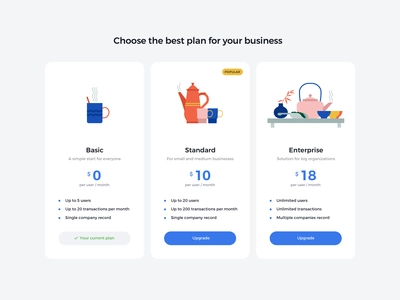 Choose the best plan for your business
Basic
A simple start for everyone
$ 0
per user / month
Up to 5 users
Up to 20 transactions per month
Single company record
✓ Your current plan
POPULAR
Standard
For small and medium businesses
$ 10
per user / month
Up to 20 users
Up to 200 transactions per month
Single company record
Upgrade
Enterprise
Solution for big organizations
$ 18
per user / month
Unlimited users
Unlimited transactions
Multiple companies record
Upgrade